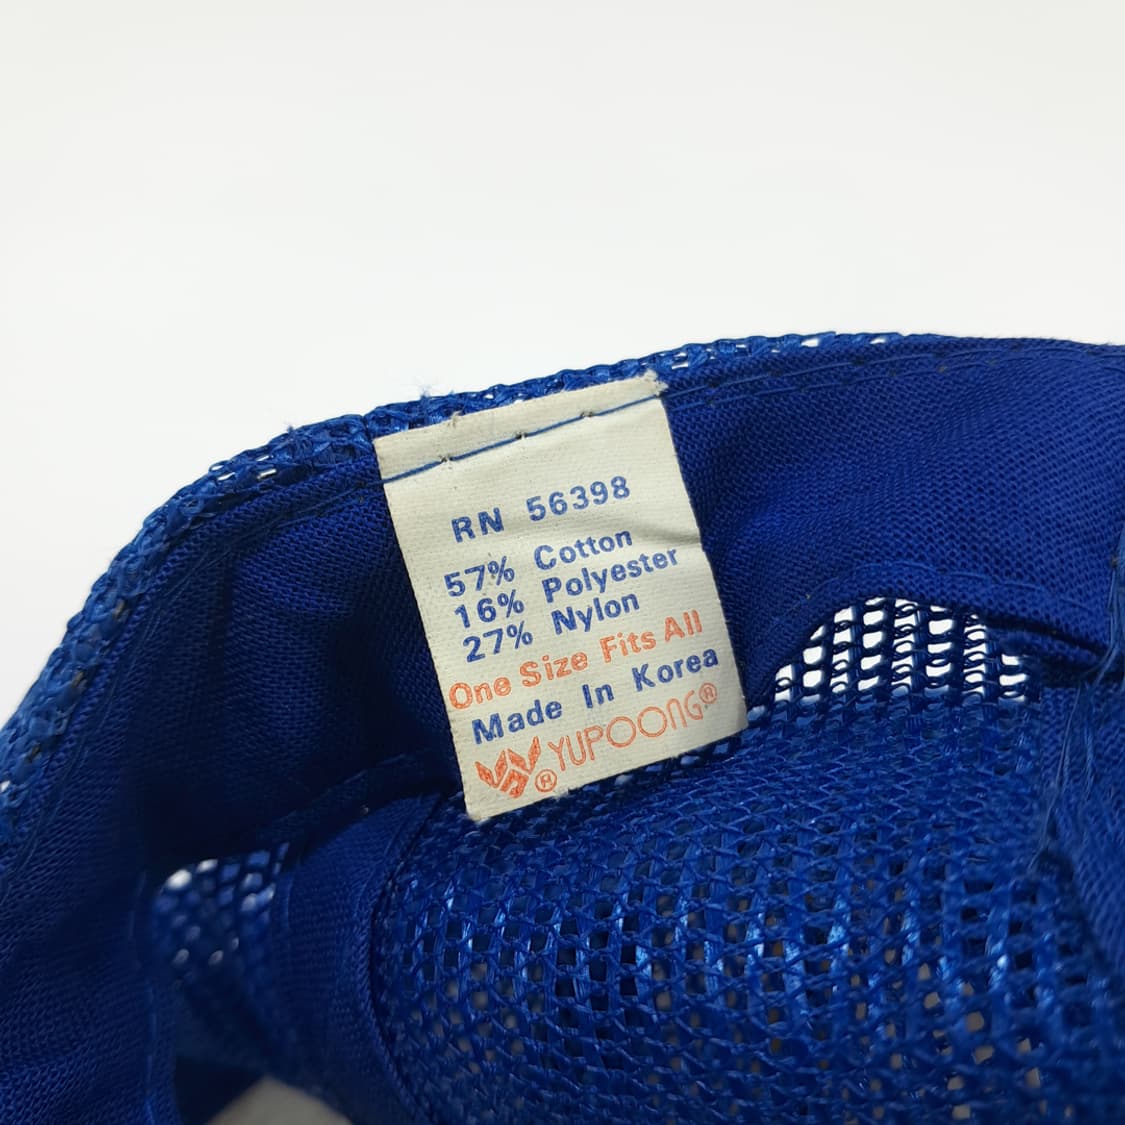 RN 56398
57% Cotton
16% Polyester
27% Nylon
One Size Fits All
Made In Korea
® YUPOONG®